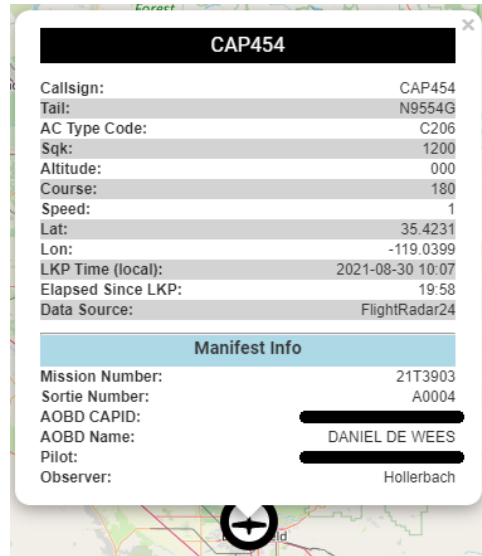 Forest
×
CAP454
Callsign: CAP454
Tail: N9554G
AC Type Code: C206
Sqk: 1200
Altitude: 000
Course: 180
Speed: 1
Lat: 35.4231
Lon: -119.0399
LKP Time (local): 2021-08-30 10:07
Elapsed Since LKP: 19:58
Data Source: FlightRadar24
Manifest Info
Mission Number: 21T3903
Sortie Number: A0004
AOBD CAPID:
AOBD Name: DANIEL DE WEES
Pilot:
Observer: Hollerbach